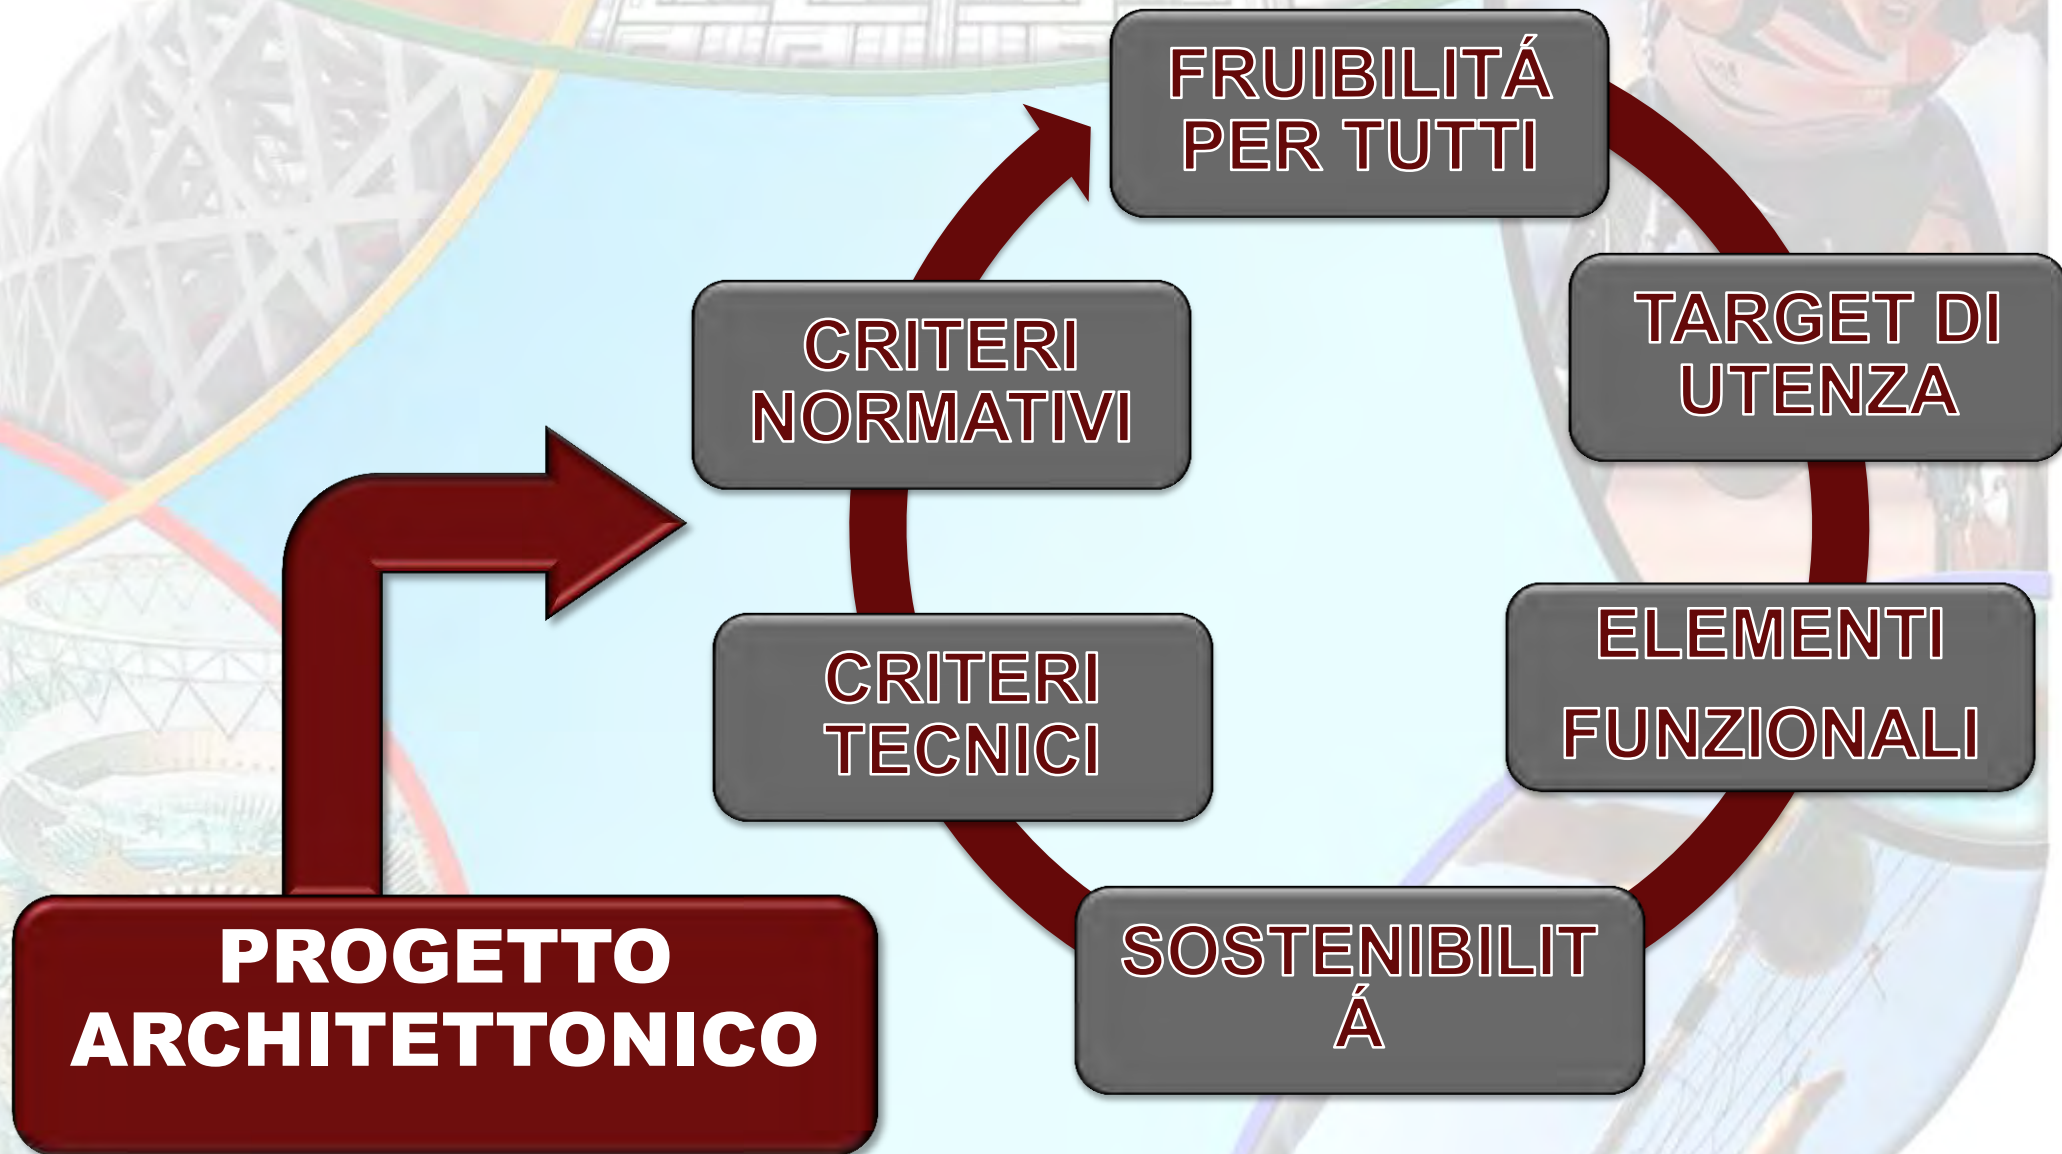 FRUIBILITÁ
PER TUTTI
TARGET DI
UTENZA
ELEMENTI
FUNZIONALI
SOSTENIBILIT
Á
CRITERI
TECNICI
CRITERI
NORMATIVI
PROGETTO
ARCHITETTONICO